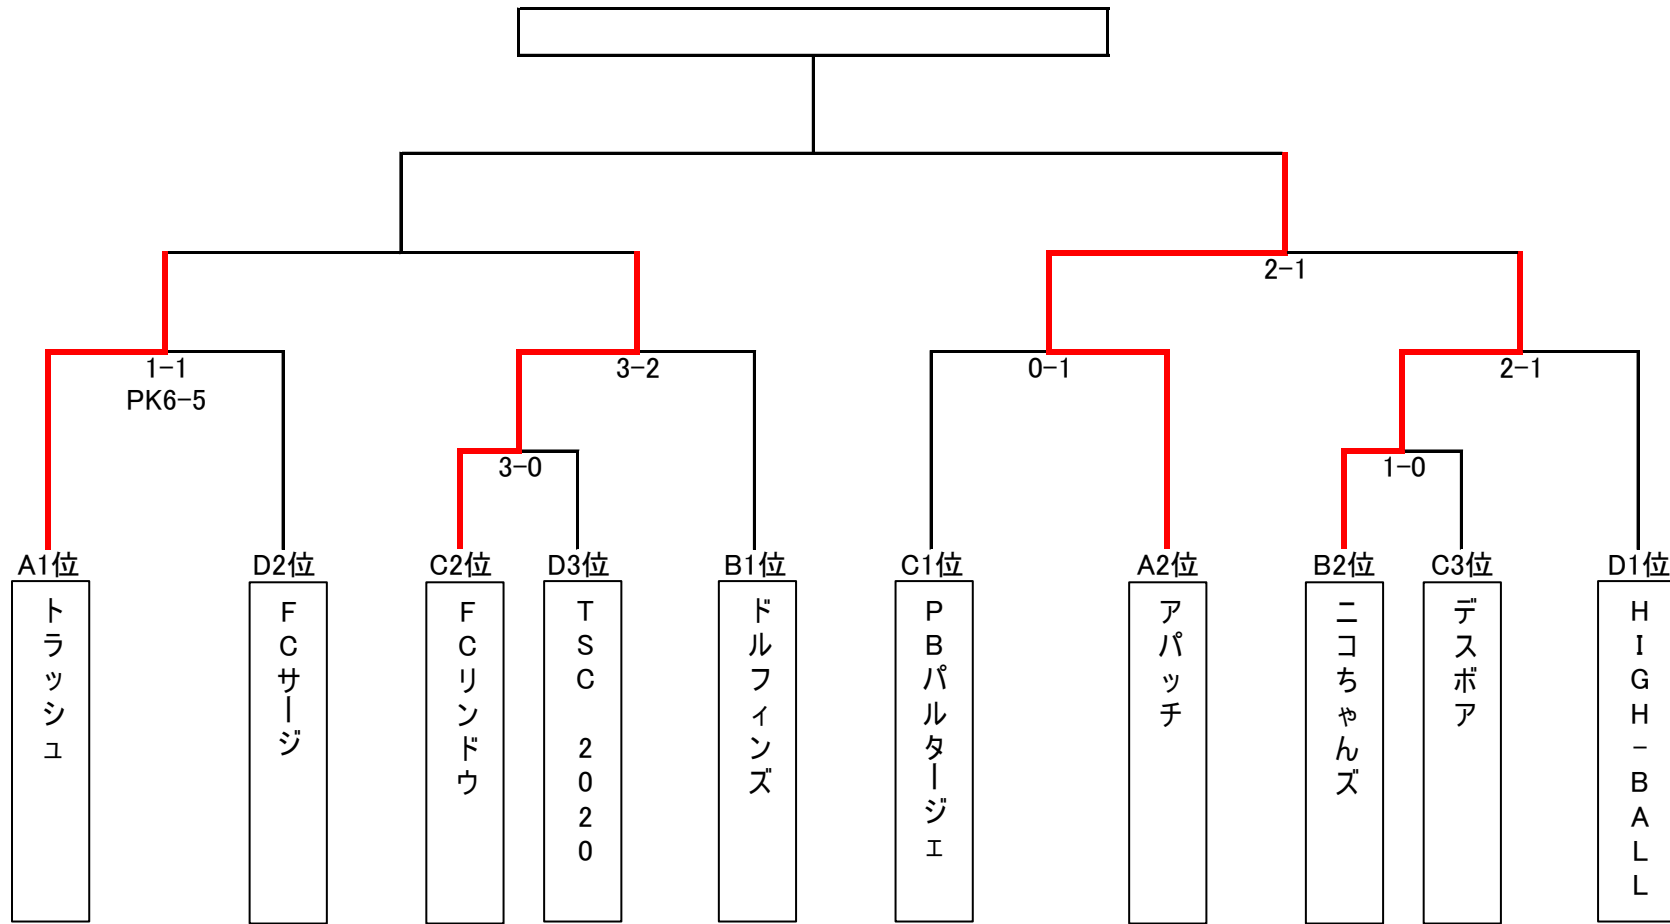 2-1
1-1
PK6-5
3-2
0-1
2-1
3-0
1-0
A1位
D2位
C2位
D3位
B1位
C1位
A2位
B2位
C3位
D1位
トラッシュ
FCサージ
FCリンドウ
TSC 2020
ドルフィンズ
PBパルタージェ
アパッチ
ニコちゃんズ
デスボア
HIGH-BALL